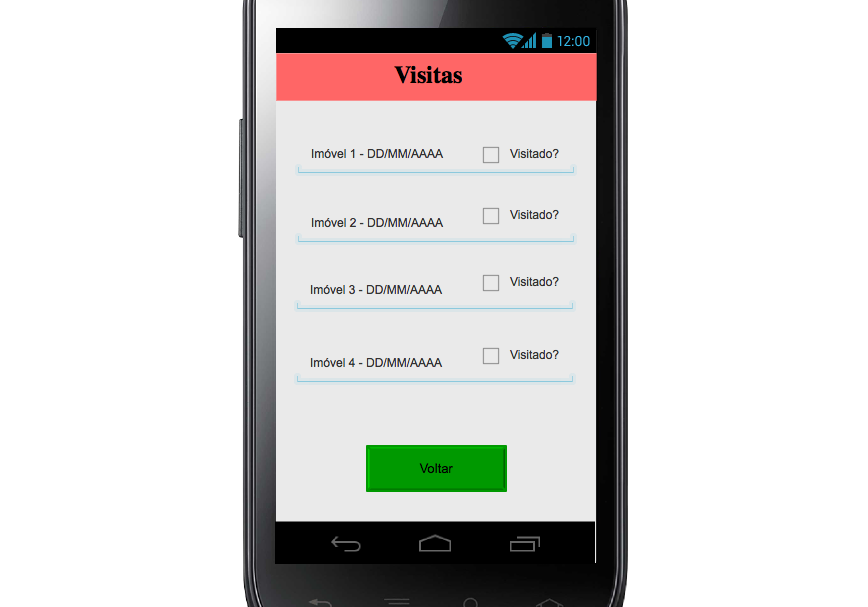 12:00
Visitas
Imóvel 1 - DD/MM/AAAA Visitado?
Imóvel 2 - DD/MM/AAAA Visitado?
Imóvel 3 - DD/MM/AAAA Visitado?
Imóvel 4 - DD/MM/AAAA Visitado?
Voltar